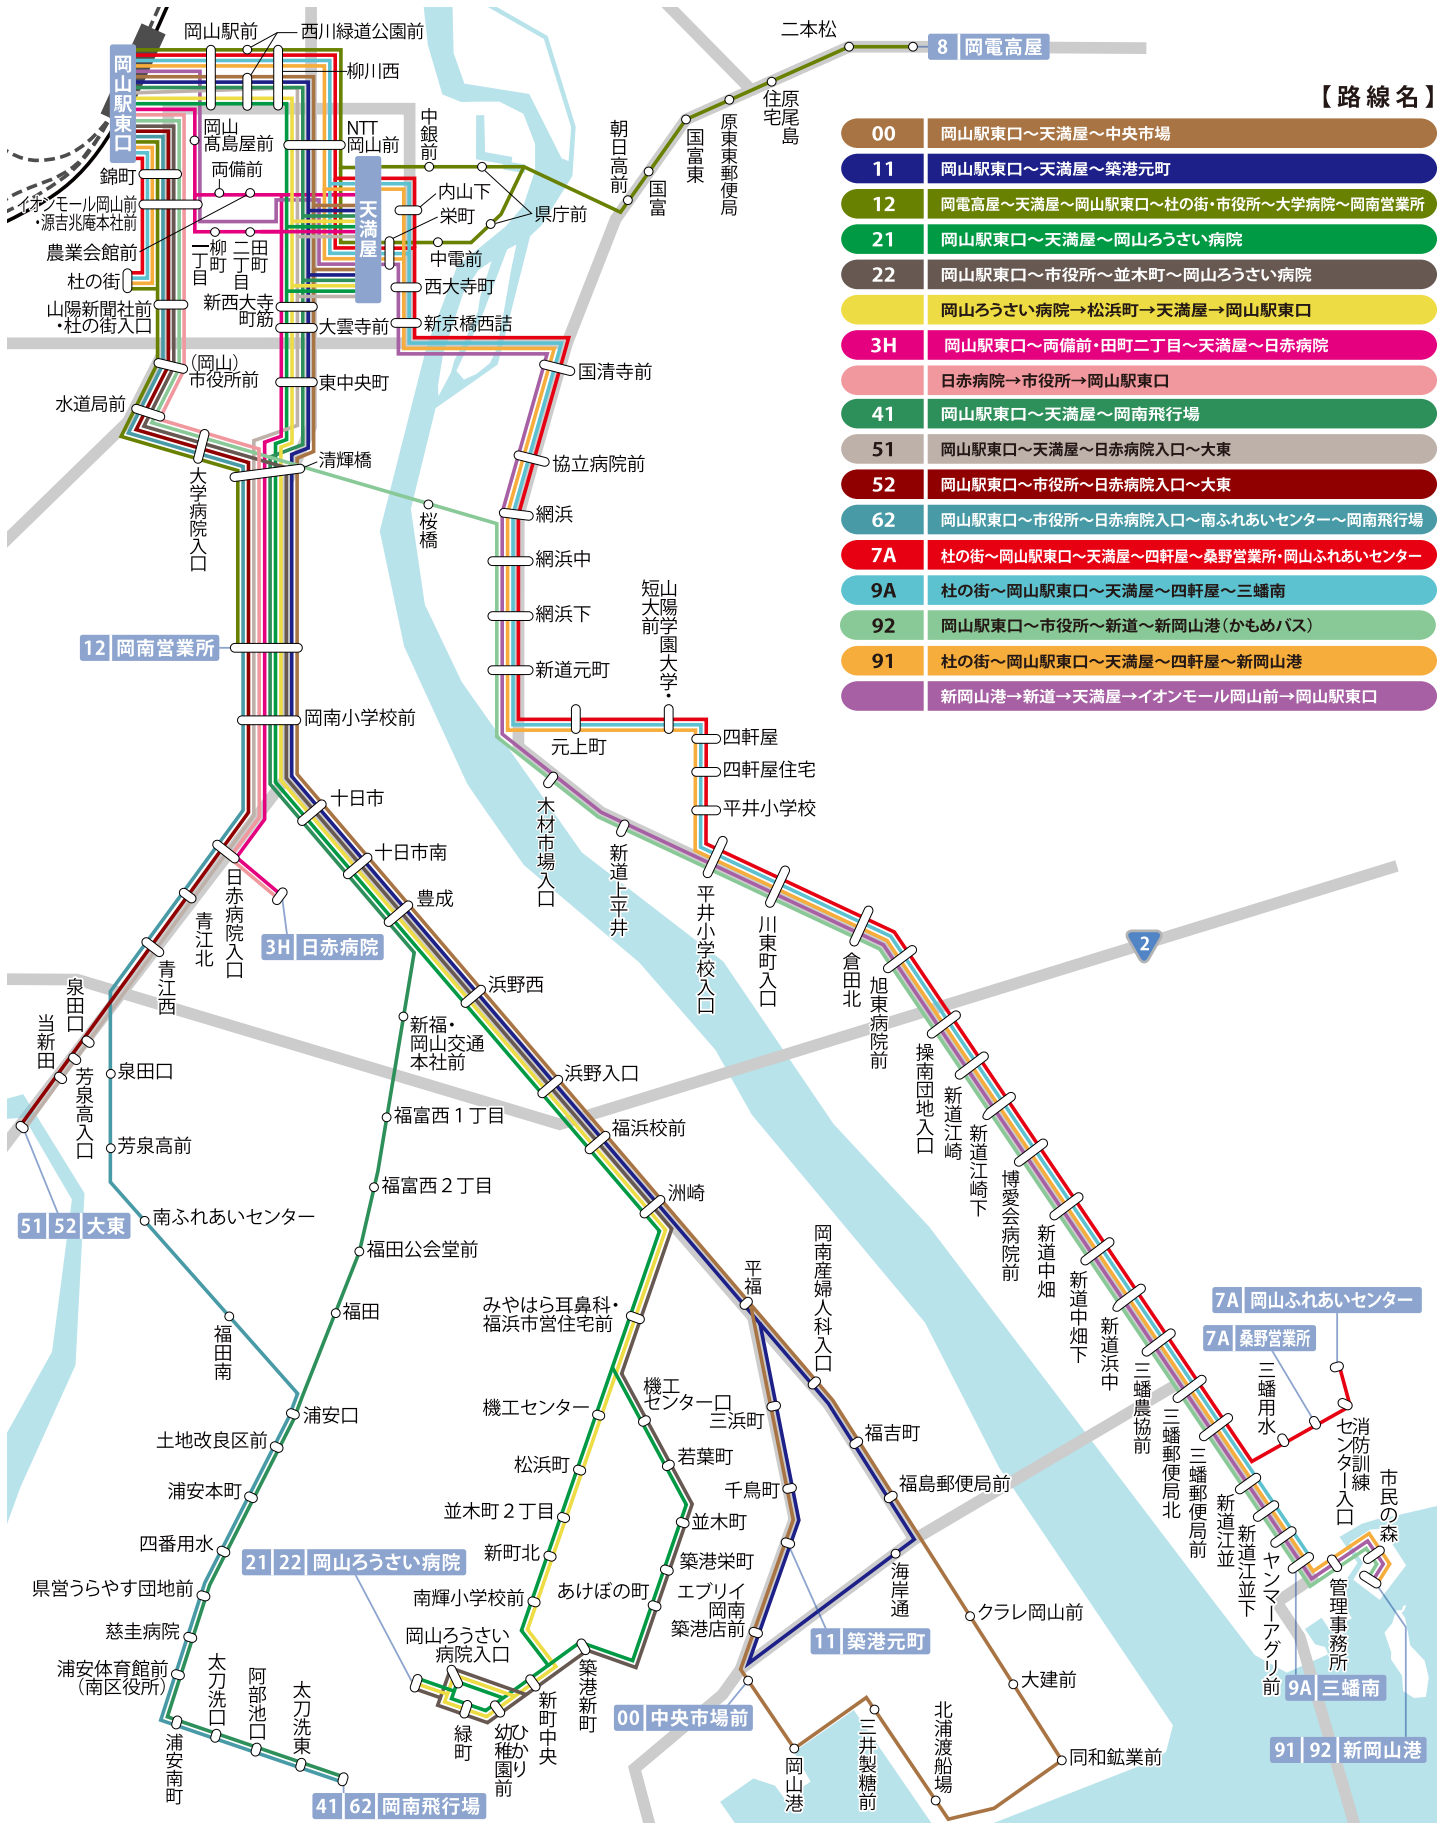 【路線名】
00 岡山駅東口～天満屋～中央市場
11 岡山駅東口～天満屋～築港元町
12 岡電高屋～天満屋～岡山駅東口～杜の街・市役所～大学病院～岡南営業所
21 岡山駅東口～天満屋～岡山ろうさい病院
22 岡山駅東口～市役所～並木町～岡山ろうさい病院
岡山ろうさい病院→松浜町→天満屋→岡山駅東口
3H 岡山駅東口～両備前・田町二丁目～天満屋～日赤病院
日赤病院→市役所→岡山駅東口
41 岡山駅東口～天満屋～岡南飛行場
51 岡山駅東口～天満屋～日赤病院入口～大東
52 岡山駅東口～市役所～日赤病院入口～大東
62 岡山駅東口～市役所～日赤病院入口～南ふれあいセンター～岡南飛行場
7A 杜の街～岡山駅東口～天満屋～四軒屋～桑野営業所・岡山ふれあいセンター
9A 杜の街～岡山駅東口～天満屋～四軒屋～三蟠南
92 岡山駅東口～市役所～新道～新岡山港（かもめバス）
91 杜の街～岡山駅東口～天満屋～四軒屋～新岡山港
新岡山港→新道→天満屋→イオンモール岡山前→岡山駅東口
岡山駅東口
岡山駅前
西川緑道公園前
柳川西
岡山
髙島屋前
NTT
岡山前
両備前
錦町
イオンモール岡山前
・源吉兆庵本社前
農業会館前
杜の街
柳町
一丁目
田町
二丁目
山陽新聞社前
・杜の街入口
新西大寺
町筋
大雲寺前
東中央町
（岡山）
市役所前
水道局前
大学病院入口
清輝橋
天満屋
中銀前
県庁前
内山下
栄町
中電前
西大寺町
新京橋西詰
朝日高前
国富
国富東
原東東郵便局
原尾島
住宅
二本松
8 岡電高屋
国清寺前
協立病院前
網浜
網浜中
網浜下
新道元町
桜橋
元上町
山陽学園大学・
短大前
四軒屋
四軒屋住宅
平井小学校
木材市場入口
新道上平井
平井小学校入口
川東町入口
倉田北
旭東病院前
操南団地入口
新道江崎
新道江崎下
博愛会病院前
新道中畑
新道中畑下
新道浜中
三蟠農協前
三蟠郵便局北
三蟠郵便局前
新道江並
新道江並下
ヤンマーアグリ前
管理事務所
市民の森
三蟠用水
消防訓練
センター入口
7A 岡山ふれあいセンター
7A 桑野営業所
9A 三蟠南
91 92 新岡山港
2
12 岡南営業所
岡南小学校前
十日市
十日市南
豊成
浜野西
浜野入口
福浜校前
洲崎
日赤病院入口
3H 日赤病院
青江北
青江西
泉田口
当新田
芳泉高入口
51 52 大東
泉田口
芳泉高前
南ふれあいセンター
福田南
新福・
岡山交通
本社前
福富西１丁目
福富西２丁目
福田公会堂前
福田
浦安口
土地改良区前
浦安本町
四番用水
県営うらやす団地前
慈圭病院
浦安体育館前
（南区役所）
浦安南町
太刀洗口
阿部池口
太刀洗東
41 62 岡南飛行場
みやはら耳鼻科・
福浜市営住宅前
機工センター
松浜町
並木町２丁目
新町北
南輝小学校前
21 22 岡山ろうさい病院
岡山ろうさい
病院入口
緑町
ひかり
幼稚園前
新町中央
築港新町
機工
センター口
若葉町
並木町
築港栄町
あけぼの町
エブリイ
岡南
築港店前
平福
三浜町
千鳥町
岡南産婦人科入口
福吉町
福島郵便局前
海岸通
11 築港元町
00 中央市場前
クラレ岡山前
大建前
同和鉱業前
北浦渡船場
三井製糖前
岡山港